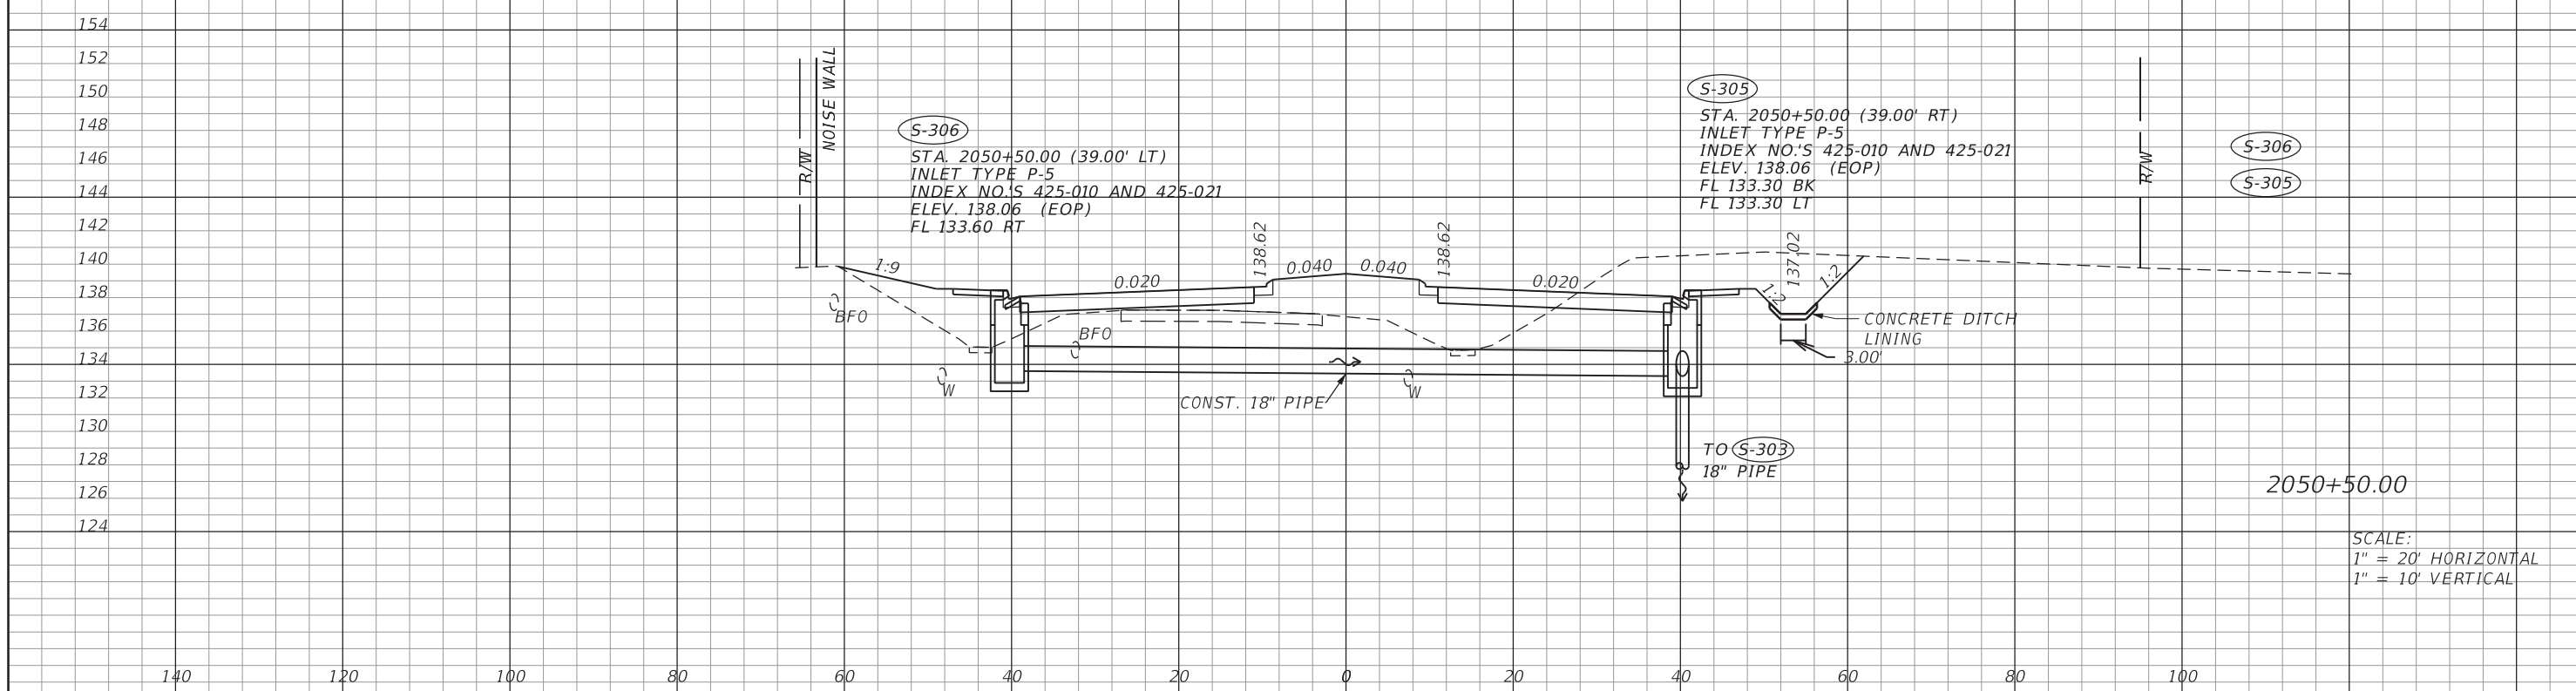 154
152
150
148
146
144
142
140
138
136
134
132
130
128
126
124
R/W
NOISE WALL
S-306
STA. 2050+50.00 (39.00' LT)
INLET TYPE P-5
INDEX NO.'S 425-010 AND 425-021
ELEV. 138.06 (EOP)
FL 133.60 RT
S-305
STA. 2050+50.00 (39.00' RT)
INLET TYPE P-5
INDEX NO.'S 425-010 AND 425-021
ELEV. 138.06 (EOP)
FL 133.30 BK
FL 133.30 LT
R/W
S-306
S-305
1:9
0.020
138.62
0.040
0.040
138.62
0.020
1:2
137.02
1:2
BFO
BFO
W
W
CONST. 18" PIPE
CONCRETE DITCH
LINING
3.00'
TO S-303
18" PIPE
2050+50.00
SCALE:
1" = 20' HORIZONTAL
1" = 10' VERTICAL
140
120
100
80
60
40
20
0
20
40
60
80
100